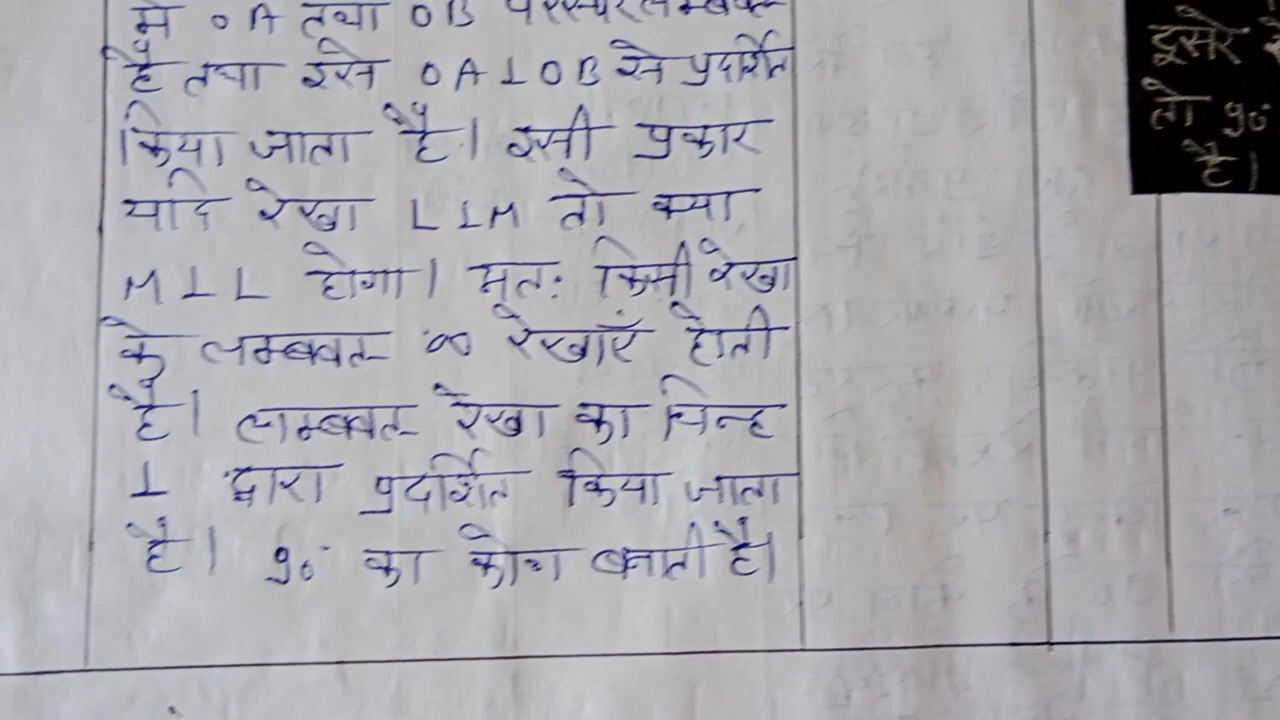 में OA तथा OB परस्पर लम्बवत
है तथा इसे OA ⊥ OB से प्रदर्शित
किया जाता है। इसी प्रकार
यदि रेखा L ⊥ M तो क्या
M ⊥ L होगा। अतः किसी रेखा
के लम्बवत ∞ रेखाएँ होती
है। लाम्बवत रेखा का चिन्ह
⊥ द्वारा प्रदर्शित किया जाता
है। 90° का कोण बनाती है।
दूसरे
तो 90
है।